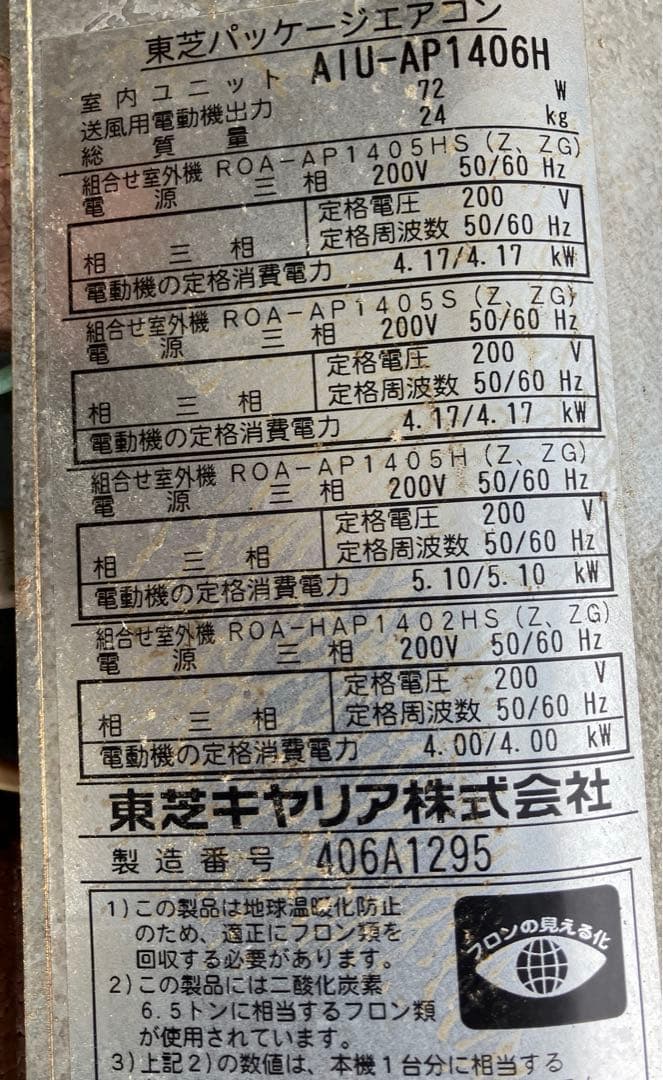 東芝パッケージエアコン
室内ユニット AIU-AP1406H
送風用電動機出力 72 W
総質量 24 kg
組合せ室外機 ROA-AP1405HS (Z、ZG)
電源 三相 200V 50/60 Hz
定格電圧 200 V
相 三相 定格周波数 50/60 Hz
電動機の定格消費電力 4.17/4.17 kW
組合せ室外機 ROA-AP1405S (Z、ZG)
電源 三相 200V 50/60 Hz
定格電圧 200 V
相 三相 定格周波数 50/60 Hz
電動機の定格消費電力 4.17/4.17 kW
組合せ室外機 ROA-AP1405H (Z、ZG)
電源 三相 200V 50/60 Hz
定格電圧 200 V
相 三相 定格周波数 50/60 Hz
電動機の定格消費電力 5.10/5.10 kW
組合せ室外機 ROA-HAP1402HS (Z、ZG)
電源 三相 200V 50/60 Hz
定格電圧 200 V
相 三相 定格周波数 50/60 Hz
電動機の定格消費電力 4.00/4.00 kW
東芝キヤリア株式会社
製造番号 406A1295
1)この製品は地球温暖化防止
のため、適正にフロン類を
回収する必要があります。
フロンの見える化
2)この製品には二酸化炭素
6.5トンに相当するフロン類
が使用されています。
3)上記2)の数値は、本機1台分に相当する